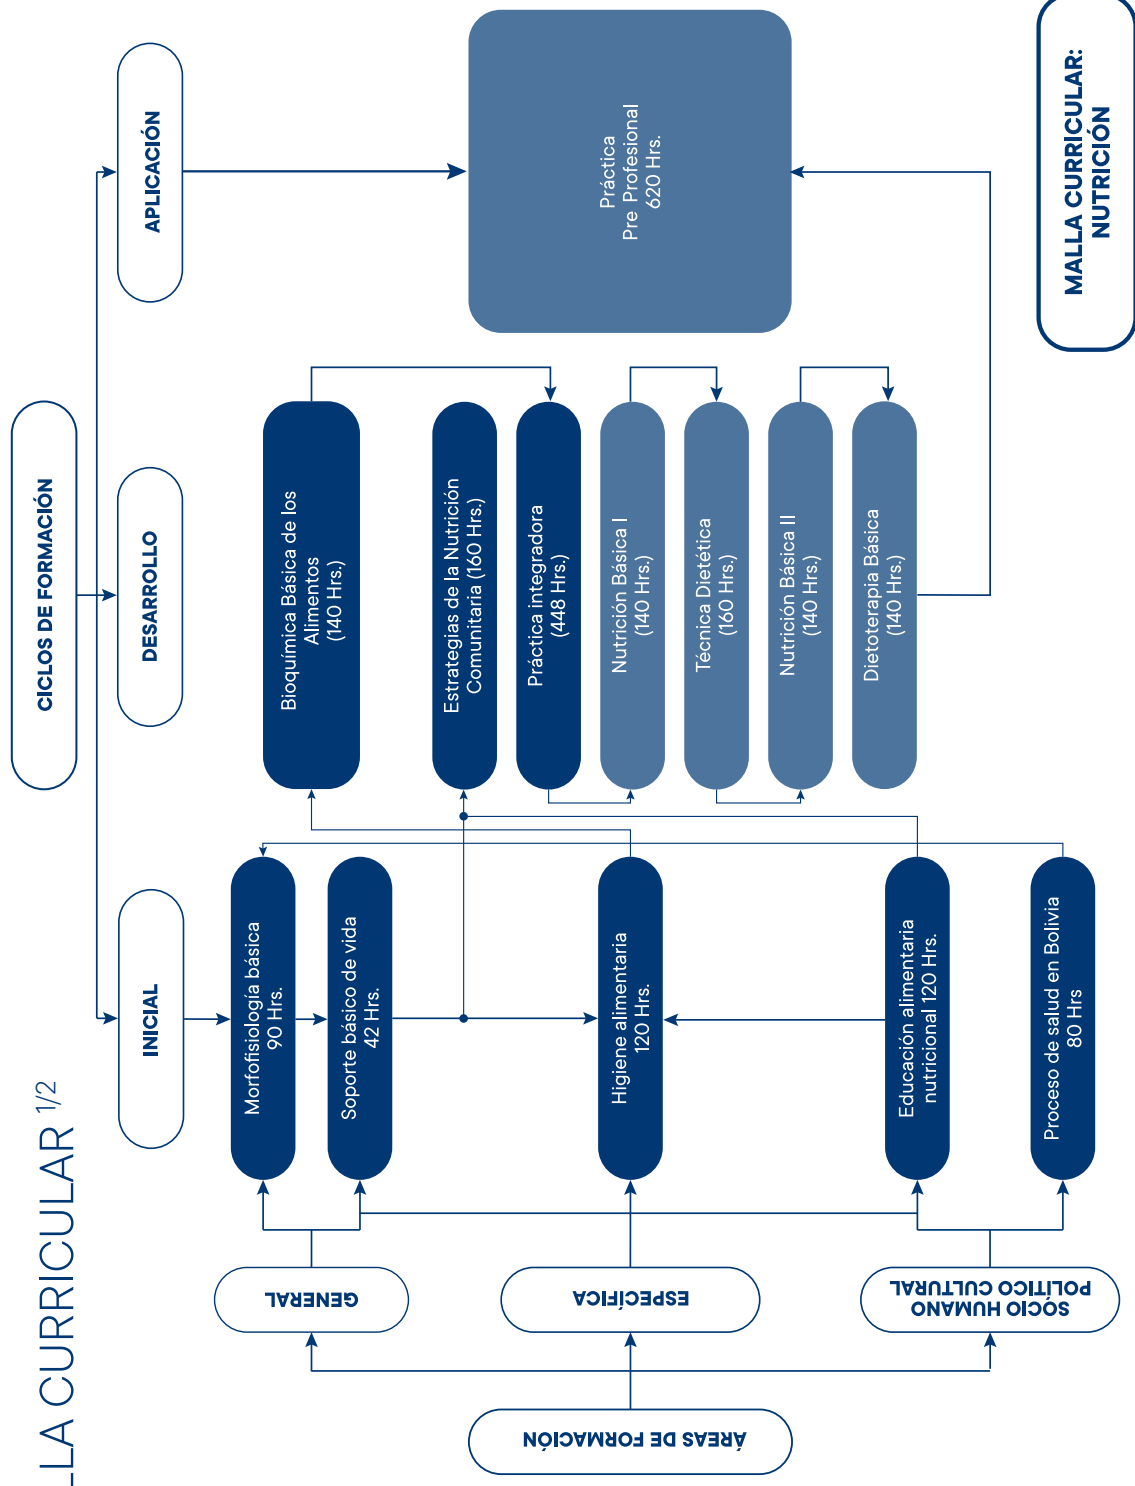 LLA CURRICULAR 1/2
CICLOS DE FORMACIÓN
INICIAL
DESARROLLO
APLICACIÓN
ÁREAS DE FORMACIÓN
GENERAL
ESPECÍFICA
SOCIO HUMANO
POLÍTICO CULTURAL
Morfofisiología básica
90 Hrs.
Soporte básico de vida
42 Hrs.
Higiene alimentaria
120 Hrs.
Educación alimentaria
nutricional 120 Hrs.
Proceso de salud en Bolivia
80 Hrs
Bioquímica Básica de los
Alimentos
(140 Hrs.)
Estrategias de la Nutrición
Comunitaria (160 Hrs.)
Práctica integradora
(448 Hrs.)
Nutrición Básica I
(140 Hrs.)
Técnica Dietética
(160 Hrs.)
Nutrición Básica II
(140 Hrs.)
Dietoterapia Básica
(140 Hrs.)
Práctica
Pre Profesional
620 Hrs.
MALLA CURRICULAR:
NUTRICIÓN